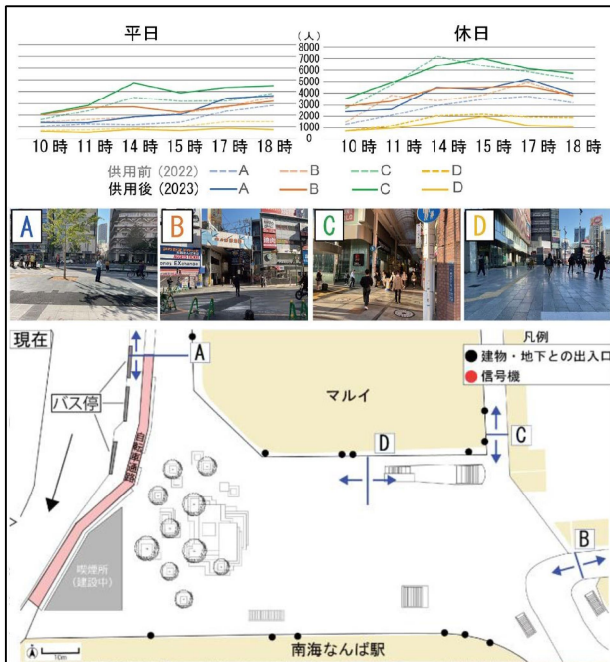 平日
(人)
休日
8000
7000
6000
5000
4000
3000
2000
1000
0
10時 11時 14時 15時 17時 18時
10時 11時 14時 15時 17時 18時
供用前(2022) A B C D
供用後(2023) A B C D
A
B
C
D
現在
A
バス停
自転車通路
マルイ
凡例
建物・地下との出入口
信号機
D
C
B
喫煙所
(建設中)
南海なんば駅
10m